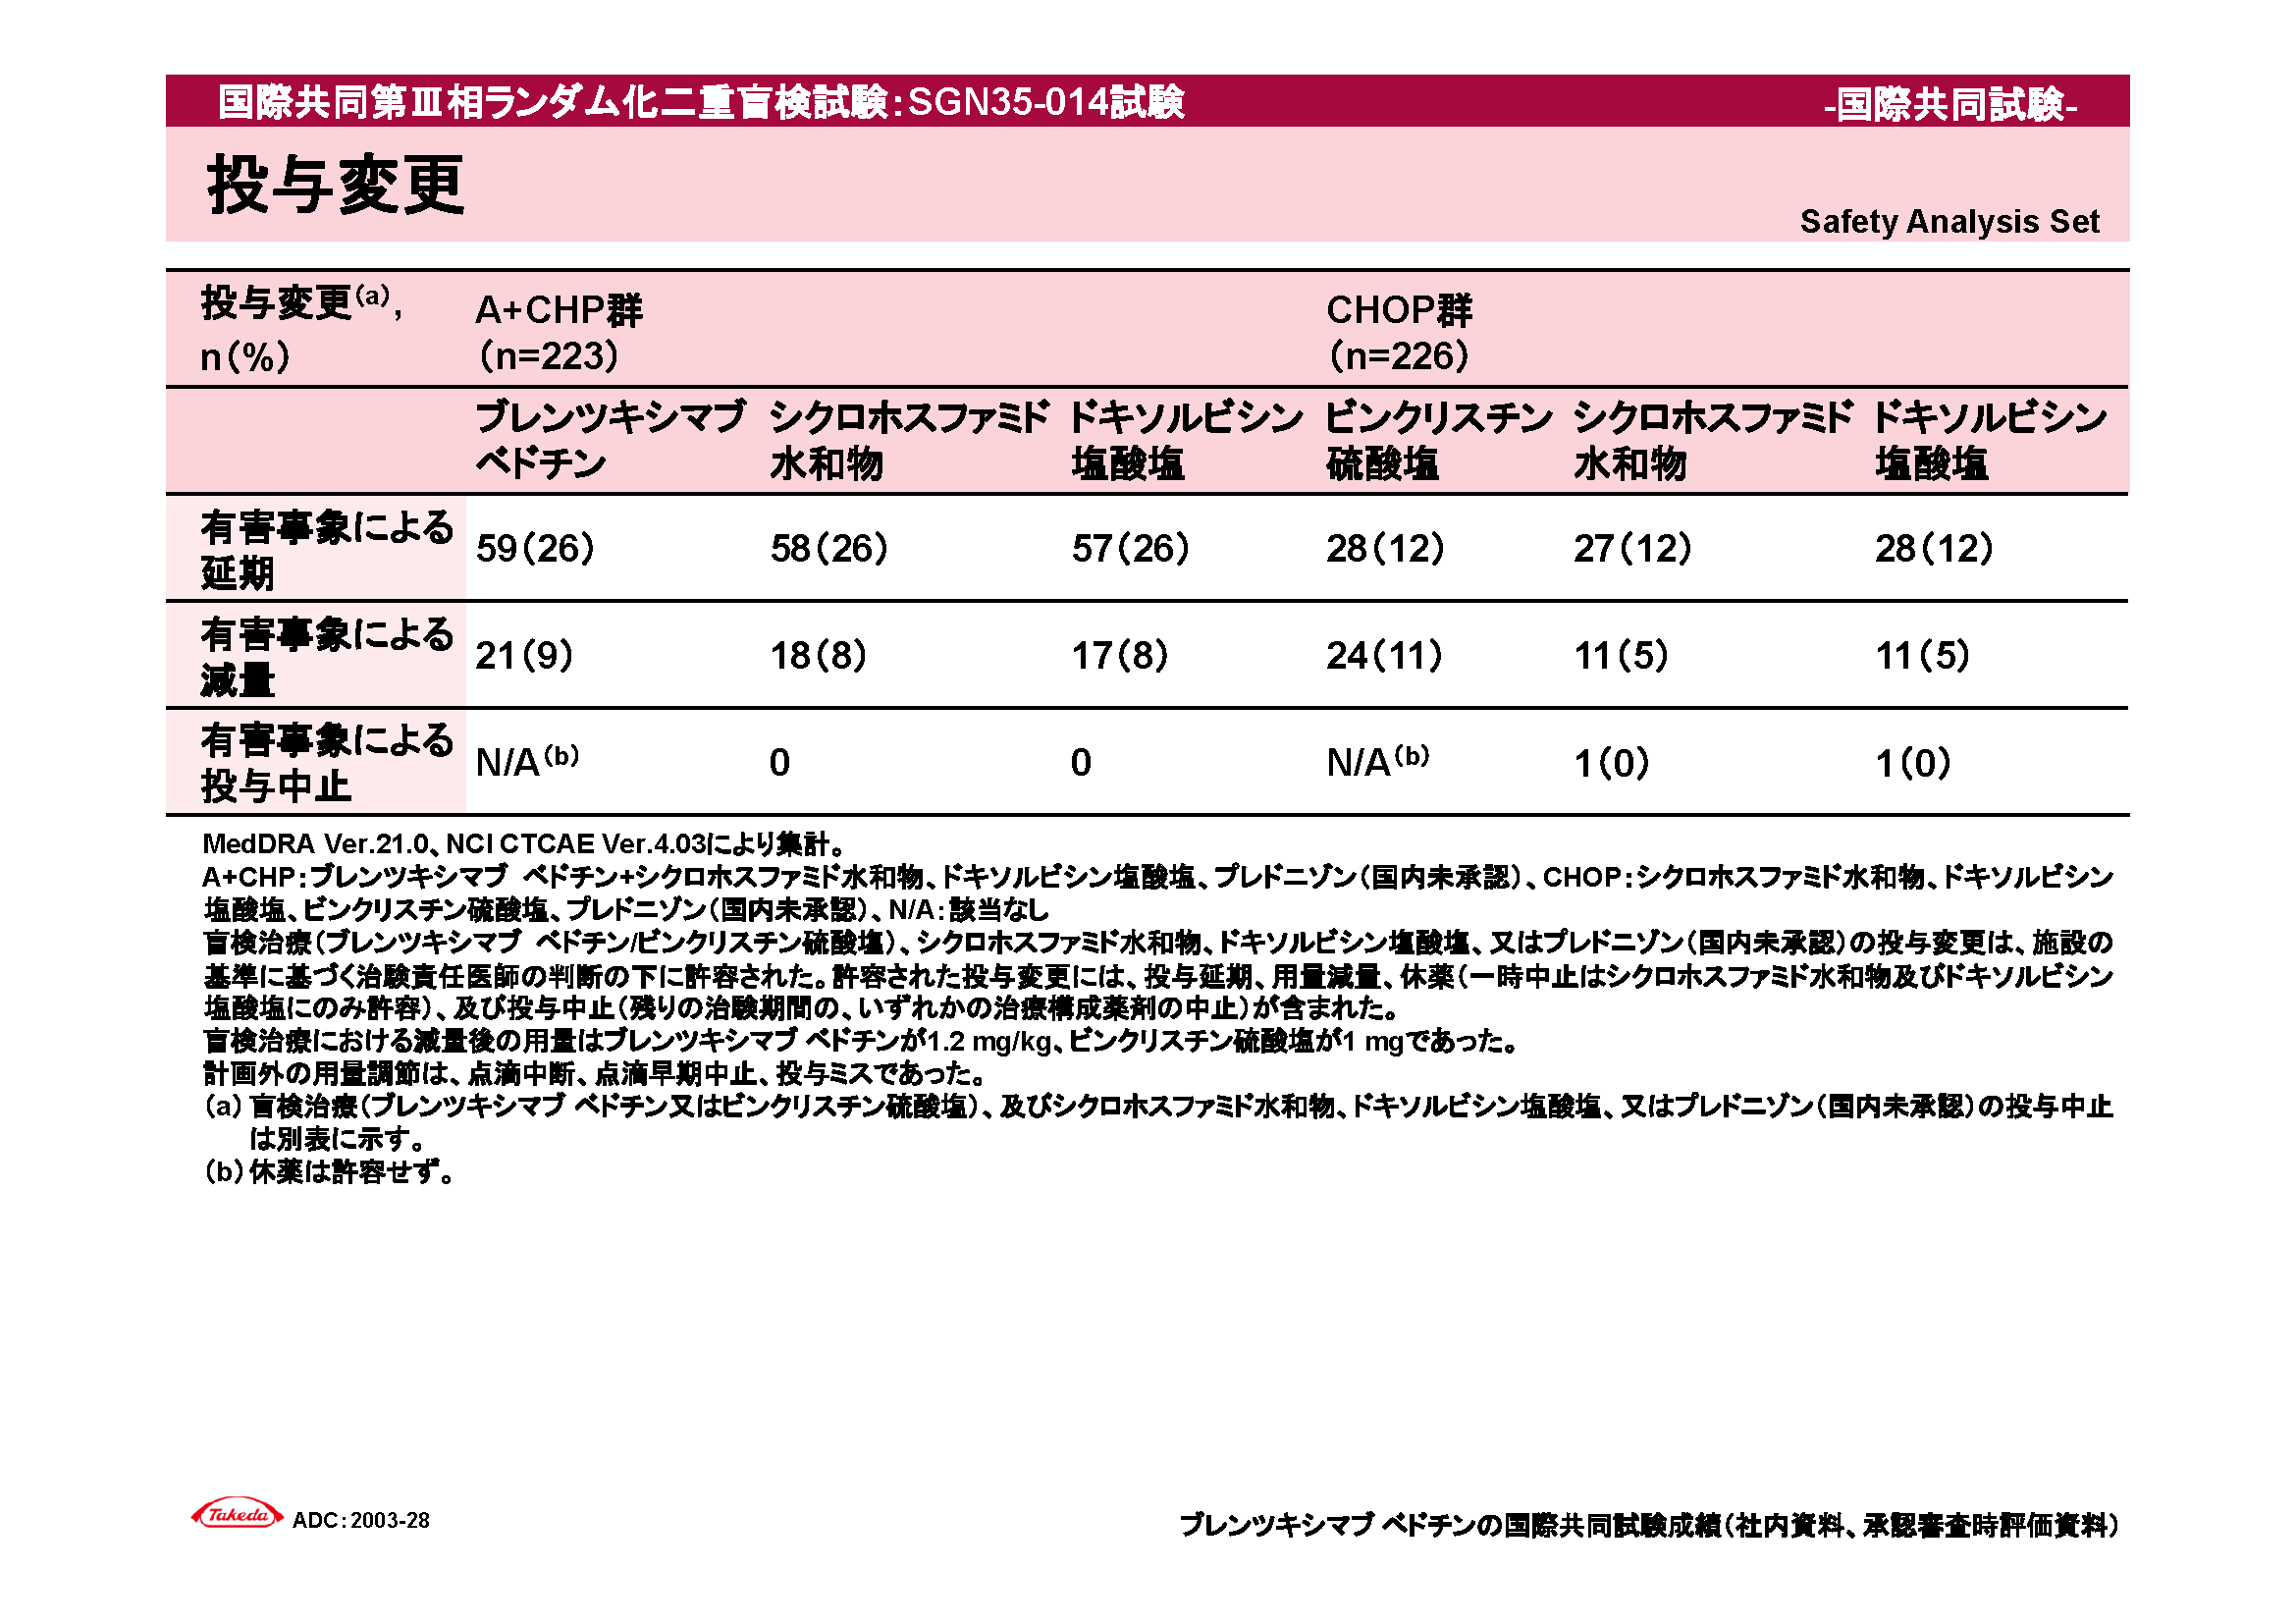 国際共同第Ⅲ相ランダム化二重盲検試験：SGN35-014試験
-国際共同試験-
投与変更
Safety Analysis Set
投与変更（a）,
n（%）
A+CHP群
（n=223）
CHOP群
（n=226）
ブレンツキシマブ
ベドチン
シクロホスファミド
水和物
ドキソルビシン
塩酸塩
ビンクリスチン
硫酸塩
シクロホスファミド
水和物
ドキソルビシン
塩酸塩
有害事象による
延期
59（26） 58（26） 57（26） 28（12） 27（12） 28（12）
有害事象による
減量
21（9） 18（8） 17（8） 24（11） 11（5） 11（5）
有害事象による
投与中止
N/A（b） 0 0 N/A（b） 1（0） 1（0）
MedDRA Ver.21.0、NCI CTCAE Ver.4.03により集計。
A+CHP：ブレンツキシマブ ベドチン+シクロホスファミド水和物、ドキソルビシン塩酸塩、プレドニゾン（国内未承認）、CHOP：シクロホスファミド水和物、ドキソルビシン
塩酸塩、ビンクリスチン硫酸塩、プレドニゾン（国内未承認）、N/A：該当なし
盲検治療（ブレンツキシマブ ベドチン/ビンクリスチン硫酸塩）、シクロホスファミド水和物、ドキソルビシン塩酸塩、又はプレドニゾン（国内未承認）の投与変更は、施設の
基準に基づく治験責任医師の判断の下に許容された。許容された投与変更には、投与延期、用量減量、休薬（一時中止はシクロホスファミド水和物及びドキソルビシン
塩酸塩にのみ許容）、及び投与中止（残りの治験期間の、いずれかの治療構成薬剤の中止）が含まれた。
盲検治療における減量後の用量はブレンツキシマブ ベドチンが1.2 mg/kg、ビンクリスチン硫酸塩が1 mgであった。
計画外の用量調節は、点滴中断、点滴早期中止、投与ミスであった。
（a）盲検治療（ブレンツキシマブ ベドチン又はビンクリスチン硫酸塩）、及びシクロホスファミド水和物、ドキソルビシン塩酸塩、又はプレドニゾン（国内未承認）の投与中止
は別表に示す。
（b）休薬は許容せず。
Takeda
ADC：2003-28
ブレンツキシマブ ベドチンの国際共同試験成績（社内資料、承認審査時評価資料）